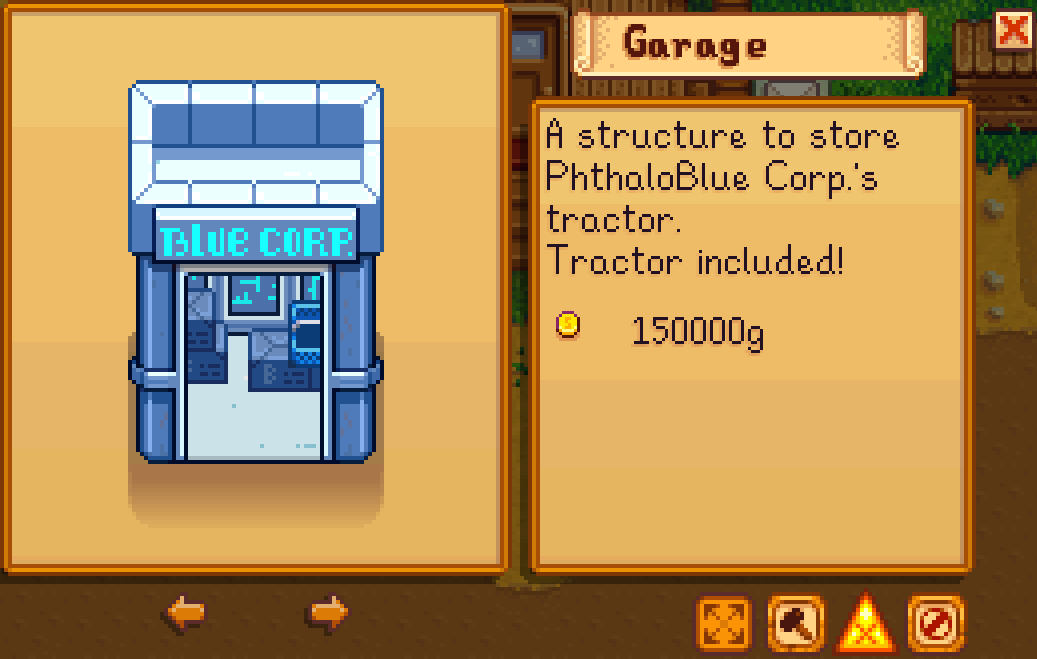 Garage
A structure to store
PhthaloBlue Corp.'s
tractor.
Tractor included!
150000g
BLUE CORP.